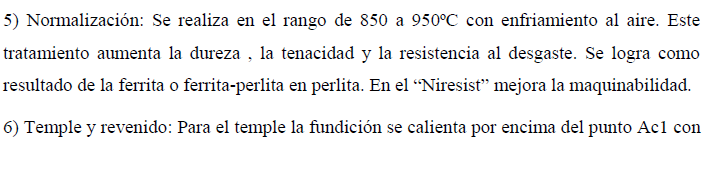 5) Normalización: Se realiza en el rango de 850 a 950ºC con enfriamiento al aire. Este
tratamiento aumenta la dureza , la tenacidad y la resistencia al desgaste. Se logra como
resultado de la ferrita o ferrita-perlita en perlita. En el “Niresist” mejora la maquinabilidad.
6) Temple y revenido: Para el temple la fundición se calienta por encima del punto Ac1 con